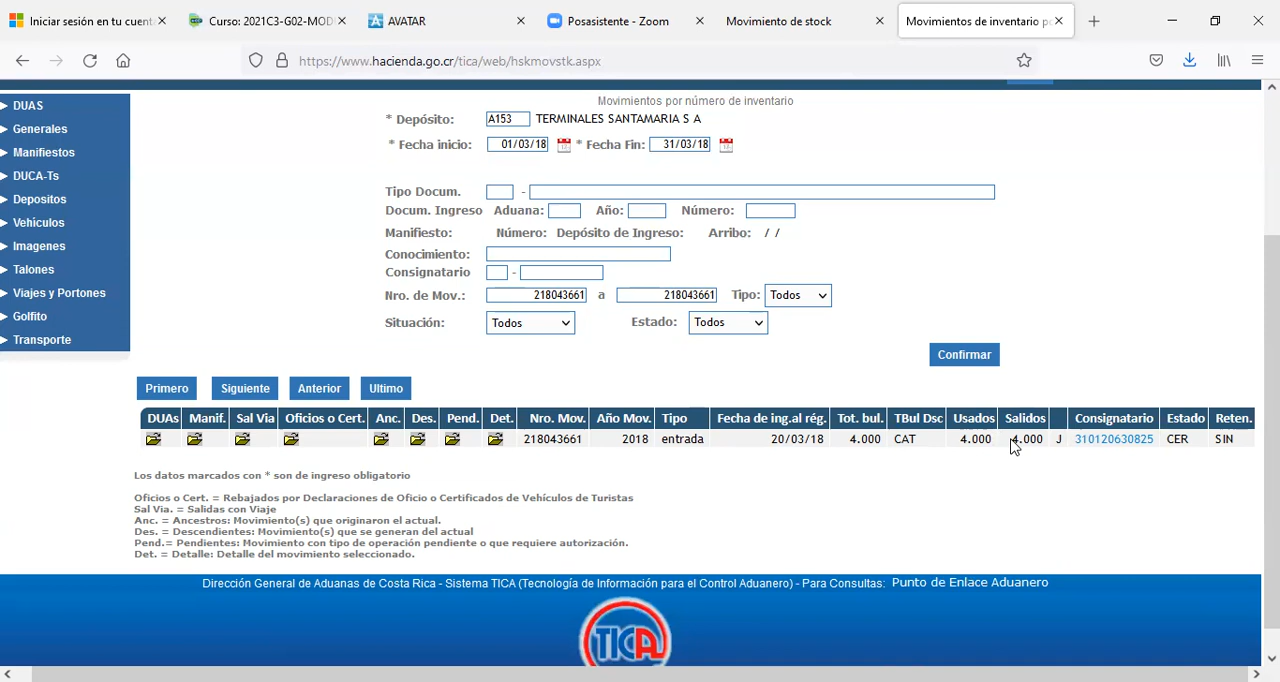 Iniciar sesión en tu cuent
Curso: 2021C3-G02-MOD
AVATAR
Posasistente - Zoom
Movimiento de stock
Movimientos de inventario po
https://www.hacienda.go.cr/tica/web/hskmovstk.aspx
DUAS
Generales
Manifiestos
DUCA-Ts
Depositos
Vehículos
Imagenes
Talones
Viajes y Portones
Golfito
Transporte
Movimientos por número de inventario
* Depósito: A153 TERMINALES SANTAMARIA S A
* Fecha inicio: 01/03/18 * Fecha Fin: 31/03/18
Tipo Docum. -
Docum. Ingreso Aduana: Año: Número:
Manifiesto: Número: Depósito de Ingreso: Arribo: / /
Conocimiento:
Consignatario -
Nro. de Mov.: 218043661 a 218043661 Tipo: Todos
Situación: Todos Estado: Todos
Confirmar
Primero Siguiente Anterior Ultimo
DUAs Manif. Sal Via Oficios o Cert. Anc. Des. Pend. Det. Nro. Mov. Año Mov. Tipo Fecha de ing.al rég. Tot. bul. TBul Dsc Usados Salidos Consignatario Estado Reten.
218043661 2018 entrada 20/03/18 4.000 CAT 4.000 4.000 J 310120630825 CER SIN
Los datos marcados con * son de ingreso obligatorio
Oficios o Cert. = Rebajados por Declaraciones de Oficio o Certificados de Vehículos de Turistas
Sal Via. = Salidas con Viaje
Anc. = Ancestros: Movimiento(s) que originaron el actual.
Des. = Descendientes: Movimiento(s) que se generan del actual
Pend.= Pendientes: Movimiento con tipo de operación pendiente o que requiere autorización.
Det. = Detalle: Detalle del movimiento seleccionado.
Dirección General de Aduanas de Costa Rica - Sistema TICA (Tecnología de Información para el Control Aduanero) - Para Consultas: Punto de Enlace Aduanero
TICA